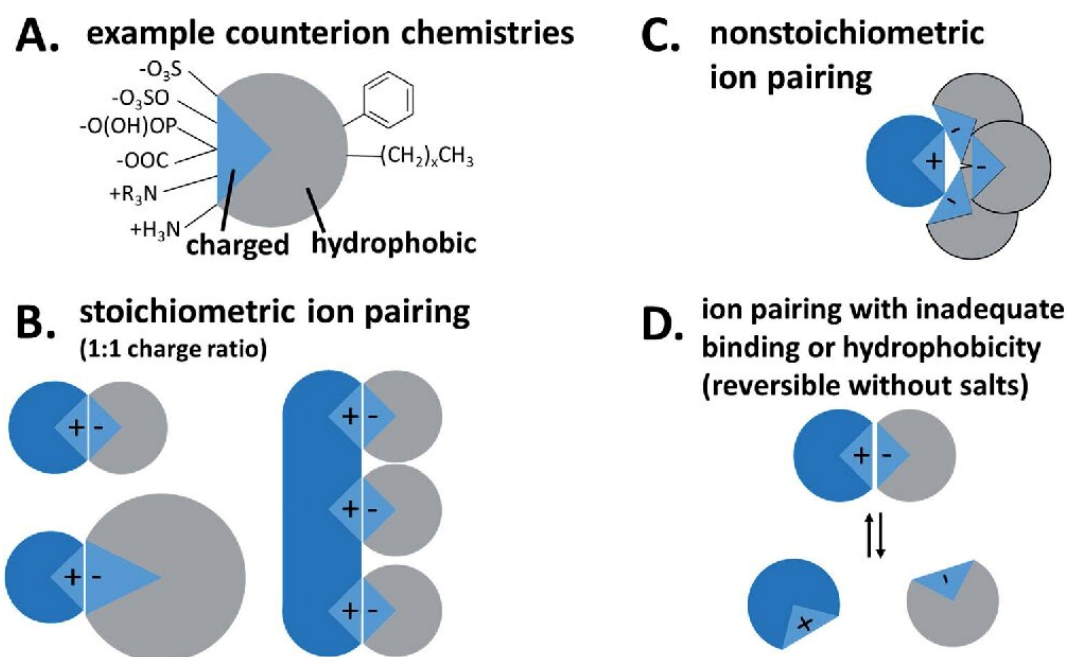 A. example counterion chemistries
-O₃S
-O₃SO
-O(OH)OP
-OOC
+R₃N
+H₃N
(CH₂)ₓCH₃
charged hydrophobic
B. stoichiometric ion pairing
(1:1 charge ratio)
+ -
+ -
+ -
+ -
+ -
C. nonstoichiometric
ion pairing
-
+ -
-
D. ion pairing with inadequate
binding or hydrophobicity
(reversible without salts)
+ -
+ -